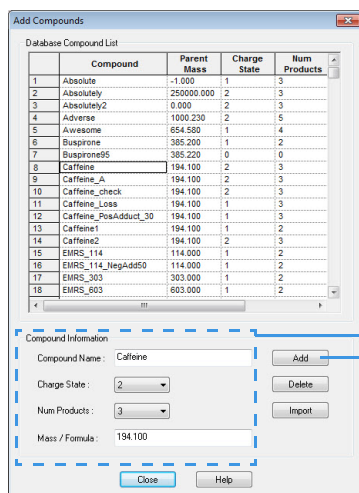 Add Compounds
Database Compound List
Compound Parent Mass Charge State Num Products
1 Absolute -1.000 1 3
2 Absolutely 250000.000 2 3
3 Absolutely2 0.000 2 3
4 Adverse 1000.230 2 5
5 Awesome 654.580 1 4
6 Buspirone 385.200 1 2
7 Buspirone95 385.220 0 0
8 Caffeine 194.100 2 3
9 Caffeine_A 194.100 2 3
10 Caffeine_check 194.100 2 3
11 Caffeine_Loss 194.100 1 3
12 Caffeine_PosAdduct_30 194.100 1 3
13 Caffeine1 194.100 1 2
14 Caffeine2 194.100 2 3
15 EMRS_114 114.000 1 2
16 EMRS_114_NegAdd50 114.000 1 2
17 EMRS_303 303.000 1 2
18 EMRS_603 603.000 1 2
Compound Information
Compound Name : Caffeine Add
Charge State : 2 Delete
Num Products : 3 Import
Mass / Formula : 194.100
Close Help